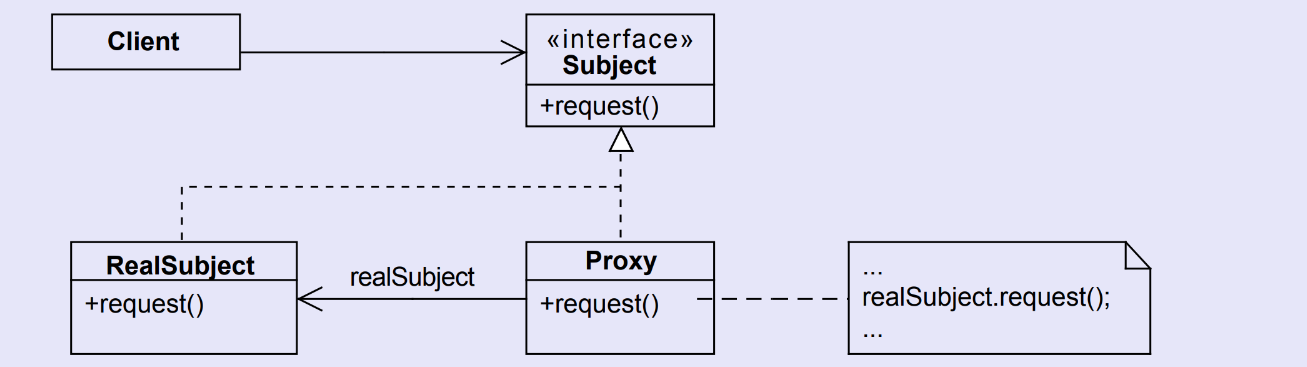 Client
«interface»
Subject
+request()
RealSubject
+request()
realSubject
Proxy
+request()
...
realSubject.request();
...